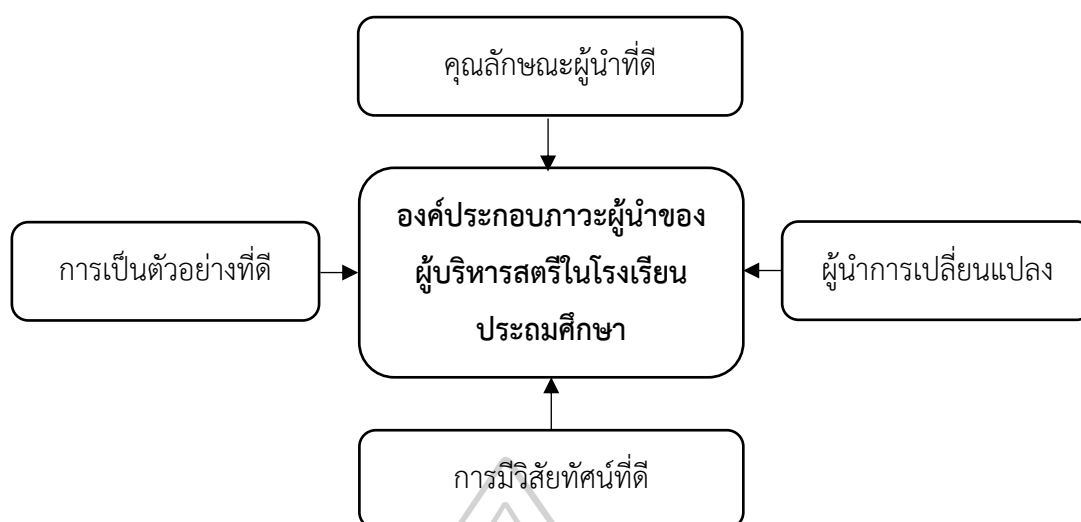 คุณลักษณะผู้นำที่ดี
องค์ประกอบภาวะผู้นำของ
ผู้บริหารสตรีในโรงเรียน
ประถมศึกษา
การเป็นตัวอย่างที่ดี
ผู้นำการเปลี่ยนแปลง
การมีวิสัยทัศน์ที่ดี